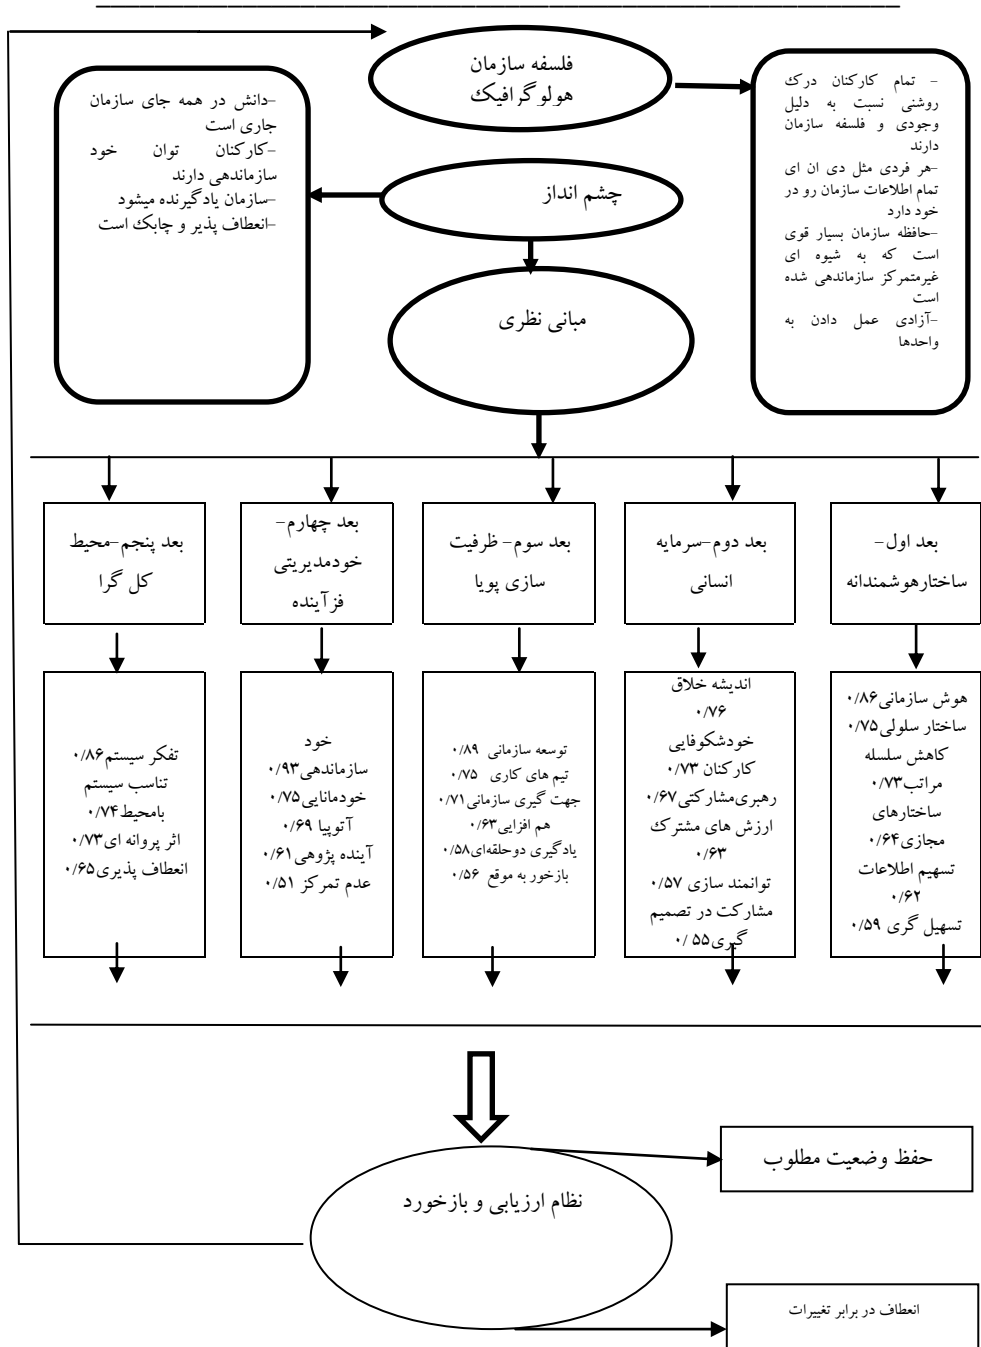 فلسفه سازمان
هولوگرافیک
- تمام کارکنان درک
روشنی نسبت به دلیل
وجودی و فلسفه سازمان
دارند
-هر فردی مثل دی ان ای
تمام اطلاعات سازمان رو در
خود دارد
-حافظه سازمان بسیار قوی
است که به شیوه ای
غیرمتمرکز سازماندهی شده
است
-آزادی عمل دادن به
واحدها
چشم انداز
-دانش در همه جای سازمان
جاری است
-کارکنان توان خود
سازماندهی دارند
-سازمان یادگیرنده میشود
-انعطاف پذیر و چابک است
مبانی نظری
بعد اول-
ساختارهوشمندانه
بعد دوم-سرمایه
انسانی
بعد سوم- ظرفیت
سازی پویا
بعد چهارم-
خودمدیریتی
فزآینده
بعد پنجم-محیط
کل گرا
هوش سازمانی۰/۸۶
ساختار سلولی۰/۷۵
کاهش سلسله
مراتب۰/۷۳
ساختارهای
مجازی۰/۶۴
تسهیم اطلاعات
۰/۶۲
تسهیل گری ۰/۵۹
اندیشه خلاق
۰/۷۶
خودشکوفایی
کارکنان ۰/۷۳
رهبری‌مشارکتی۰/۶۷
ارزش های مشترک
۰/۶۳
توانمند سازی ۰/۵۷
مشارکت در تصمیم
گیری۰/۵۵
توسعه سازمانی ۰/۸۹
تیم های کاری ۰/۷۵
جهت گیری سازمانی۰/۷۱
هم افزایی۰/۶۳
یادگیری دوحلقه‌ای۰/۵۸
بازخور به موقع ۰/۵۶
خود
سازماندهی۰/۹۳
خودمانایی۰/۷۵
آتوپیا ۰/۶۹
آینده پژوهی۰/۶۱
عدم تمرکز ۰/۵۱
تفکر سیستم۰/۸۶
تناسب سیستم
بامحیط۰/۷۴
اثر پروانه ای۰/۷۳
انعطاف پذیری۰/۶۵
نظام ارزیابی و بازخورد
حفظ وضعیت مطلوب
انعطاف در برابر تغییرات